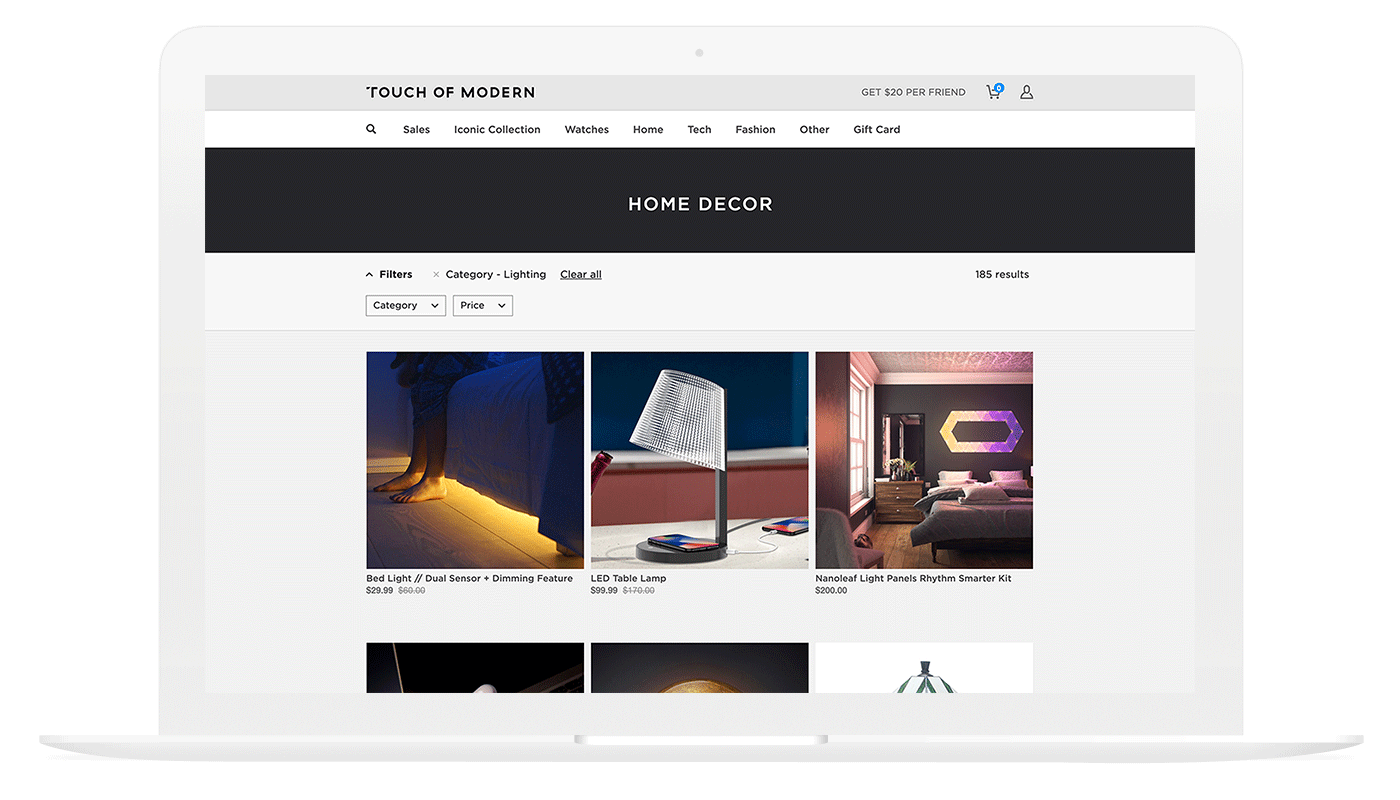 TOUCH OF MODERN
GET $20 PER FRIEND
0
Sales Iconic Collection Watches Home Tech Fashion Other Gift Card
HOME DECOR
Filters × Category - Lighting Clear all
185 results
Category Price
Bed Light // Dual Sensor + Dimming Feature
$29.99 $60.00
LED Table Lamp
$99.99 $170.00
Nanoleaf Light Panels Rhythm Smarter Kit
$200.00